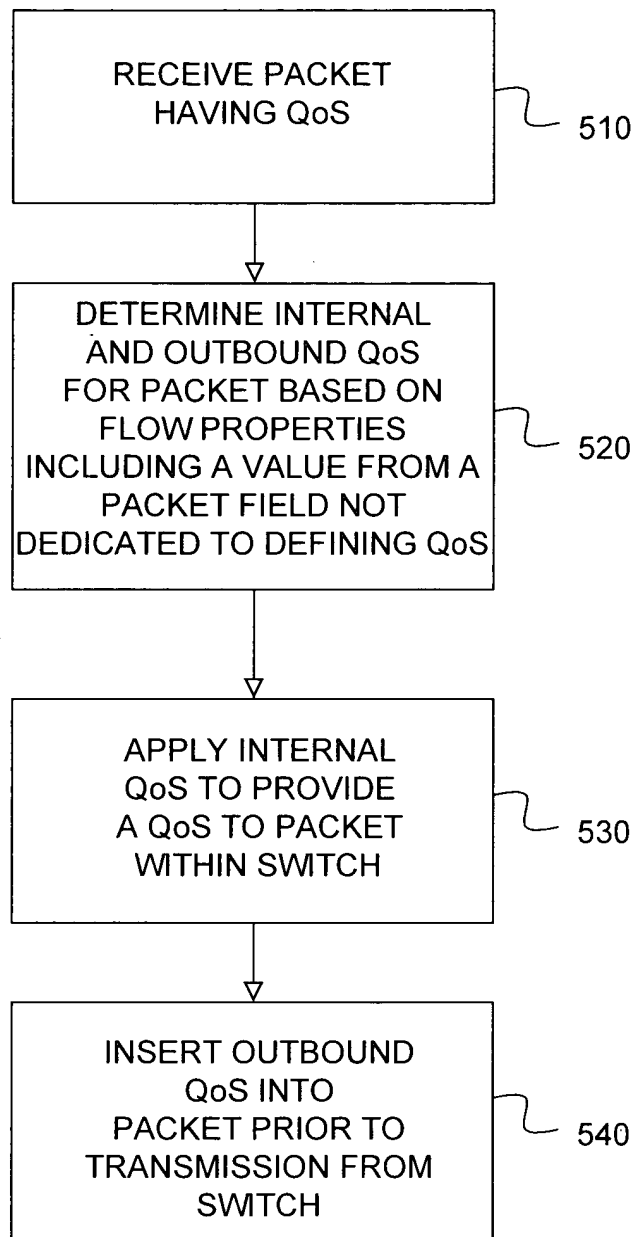 RECEIVE PACKET
HAVING QoS
510
DETERMINE INTERNAL
AND OUTBOUND QoS
FOR PACKET BASED ON
FLOW PROPERTIES
INCLUDING A VALUE FROM A
PACKET FIELD NOT
DEDICATED TO DEFINING QoS
520
APPLY INTERNAL
QoS TO PROVIDE
A QoS TO PACKET
WITHIN SWITCH
530
INSERT OUTBOUND
QoS INTO
PACKET PRIOR TO
TRANSMISSION FROM
SWITCH
540